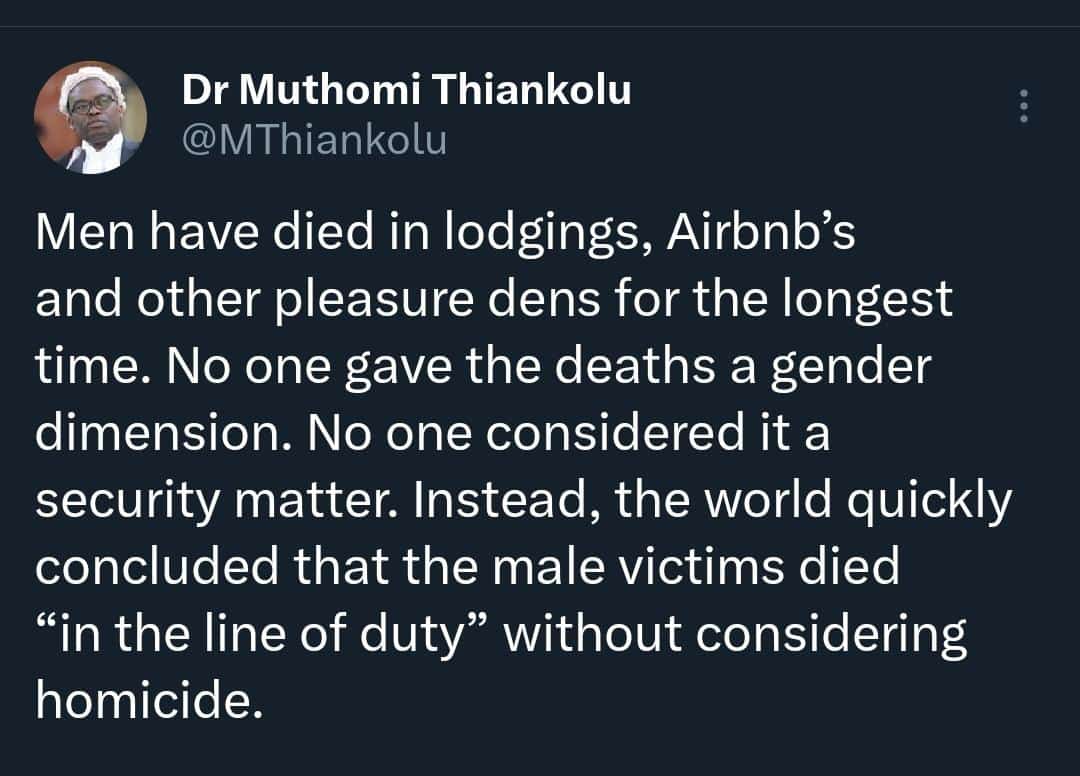 Dr Muthomi Thiankolu
@MThiankolu
Men have died in lodgings, Airbnb’s
and other pleasure dens for the longest
time. No one gave the deaths a gender
dimension. No one considered it a
security matter. Instead, the world quickly
concluded that the male victims died
“in the line of duty” without considering
homicide.